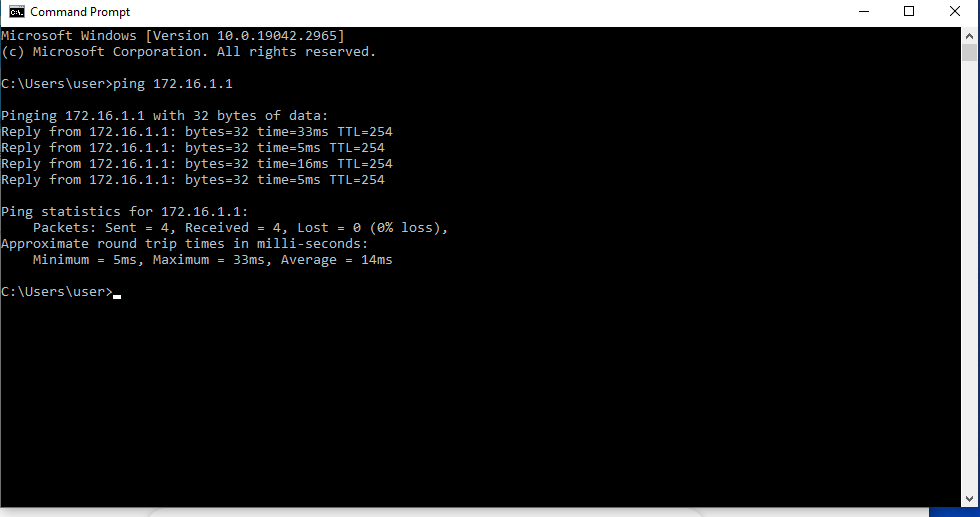 Command Prompt
Microsoft Windows [Version 10.0.19042.2965]
(c) Microsoft Corporation. All rights reserved.
C:\Users\user>ping 172.16.1.1
Pinging 172.16.1.1 with 32 bytes of data:
Reply from 172.16.1.1: bytes=32 time=33ms TTL=254
Reply from 172.16.1.1: bytes=32 time=5ms TTL=254
Reply from 172.16.1.1: bytes=32 time=16ms TTL=254
Reply from 172.16.1.1: bytes=32 time=5ms TTL=254
Ping statistics for 172.16.1.1:
    Packets: Sent = 4, Received = 4, Lost = 0 (0% loss),
Approximate round trip times in milli-seconds:
    Minimum = 5ms, Maximum = 33ms, Average = 14ms
C:\Users\user>